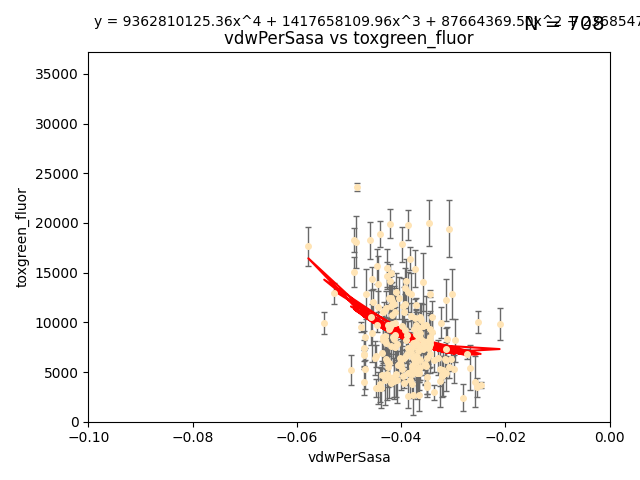 y = 9362810125.36x^4 + 1417658109.96x^3 + 87664369.50x^2 +
N = 708
vdwPerSasa vs toxgreen_fluor
35000
30000
25000
20000
15000
10000
5000
0
toxgreen_fluor
−0.10
−0.08
−0.06
−0.04
−0.02
0.00
vdwPerSasa